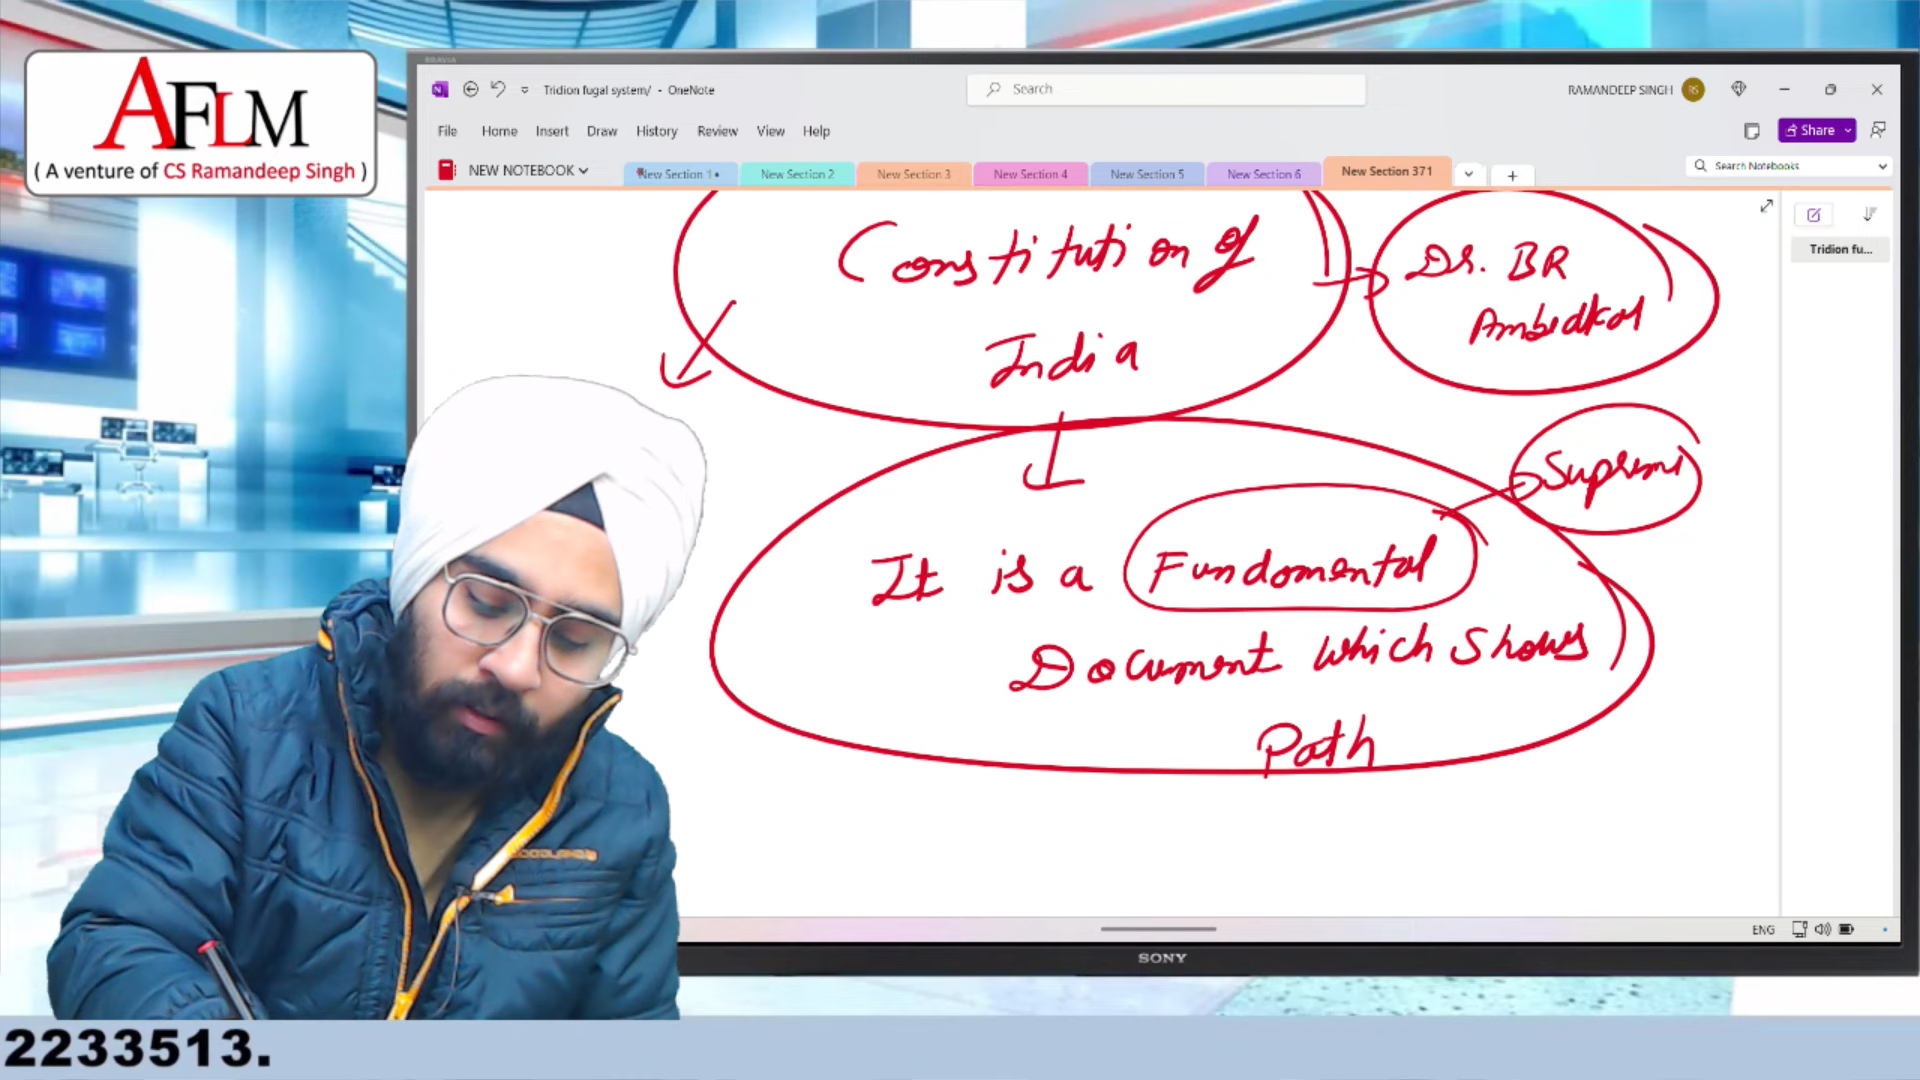 AFLM
( A venture of CS Ramandeep Singh )
BRAVIA
Tridion fugal system/ - OneNote
Search
RAMANDEEP SINGH
RS
File Home Insert Draw History Review View Help
Share
NEW NOTEBOOK
New Section 1 New Section 2 New Section 3 New Section 4 New Section 5 New Section 6 New Section 371
Search Notebooks
Tridion fu...
Constitution of
India
Dr. BR
Ambedkar
Supreme
It is a Fundomental
Document which Shows
Path
ENG
SONY
2233513.